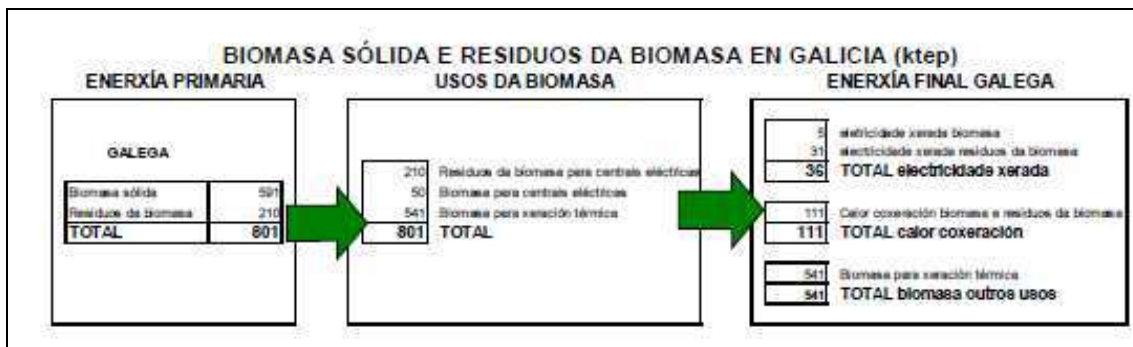 BIOMASA SÓLIDA E RESIDUOS DA BIOMASA EN GALICIA (ktep)
ENERXÍA PRIMARIA
GALEGA
Biomasa sólida 591
Residuos da biomasa 210
TOTAL 801
USOS DA BIOMASA
210 Residuos da biomasa para centrais eléctricas
50 Biomasa para centrais eléctricas
541 Biomasa para xeración térmica
801 TOTAL
ENERXÍA FINAL GALEGA
5 eletricidade xerada biomasa
31 electricidade xerada residuos da biomasa
36 TOTAL electricidade xerada
111 Calor coxeración biomasa e residuos da biomasa
111 TOTAL calor coxeración
541 Biomasa para xeración térmica
541 TOTAL biomasa outros usos